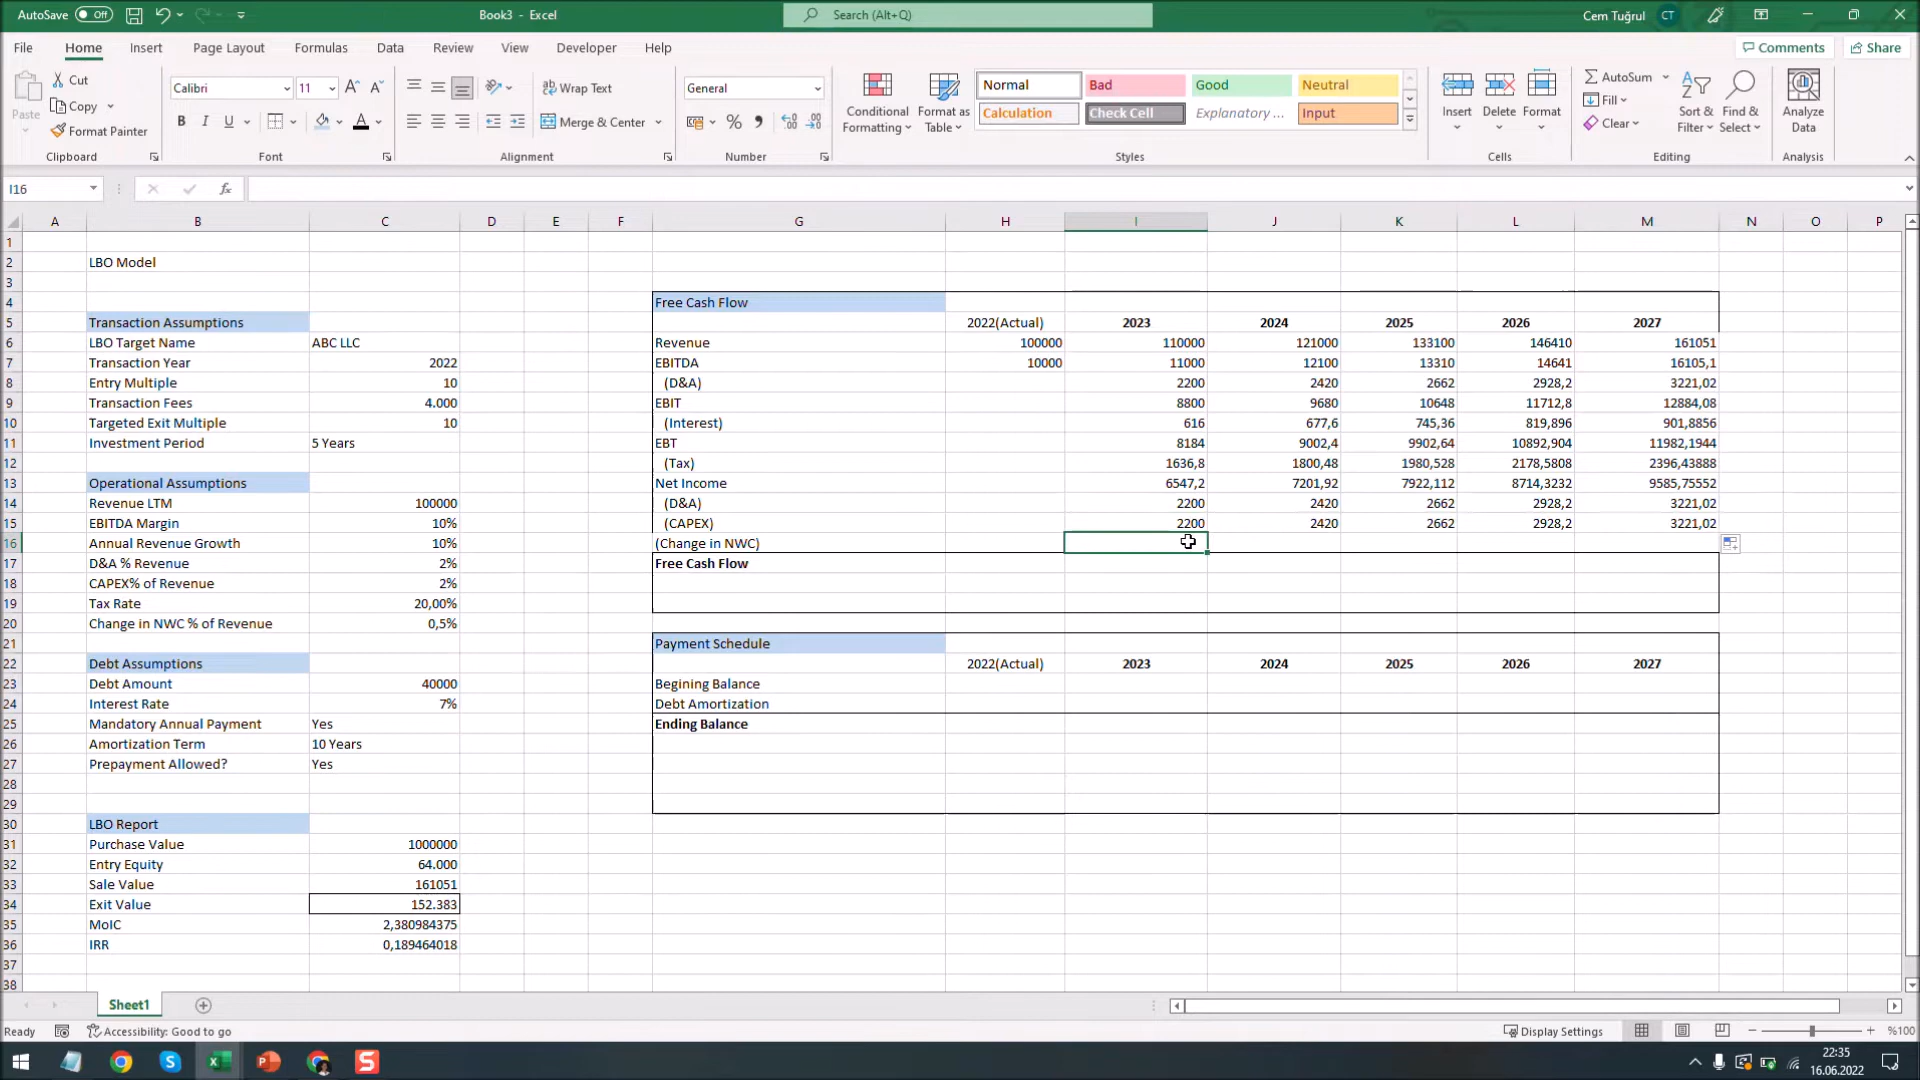 AutoSave Off Book3 - Excel Search (Alt+Q) Cem Tuğrul CT
File Home Insert Page Layout Formulas Data Review View Developer Help Comments Share
Paste Cut Copy Format Painter Clipboard
Calibri 11 B I U Font
Wrap Text Merge & Center Alignment
General % Number
Conditional Formatting Format as Table
Normal Bad Good Neutral
Calculation Check Cell Explanatory ... Input
Styles
Insert Delete Format Cells
AutoSum Fill Clear Sort & Filter Find & Select Editing
Analyze Data Analysis
I16 fx
A B C D E F G H I J K L M N O P
1
2 LBO Model
3
4 Free Cash Flow
5 Transaction Assumptions 2022(Actual) 2023 2024 2025 2026 2027
6 LBO Target Name ABC LLC Revenue 100000 110000 121000 133100 146410 161051
7 Transaction Year 2022 EBITDA 10000 11000 12100 13310 14641 16105,1
8 Entry Multiple 10 (D&A) 2200 2420 2662 2928,2 3221,02
9 Transaction Fees 4.000 EBIT 8800 9680 10648 11712,8 12884,08
10 Targeted Exit Multiple 10 (Interest) 616 677,6 745,36 819,896 901,8856
11 Investment Period 5 Years EBT 8184 9002,4 9902,64 10892,904 11982,1944
12 (Tax) 1636,8 1800,48 1980,528 2178,5808 2396,43888
13 Operational Assumptions Net Income 6547,2 7201,92 7922,112 8714,3232 9585,75552
14 Revenue LTM 100000 (D&A) 2200 2420 2662 2928,2 3221,02
15 EBITDA Margin 10% (CAPEX) 2200 2420 2662 2928,2 3221,02
16 Annual Revenue Growth 10% (Change in NWC)
17 D&A % Revenue 2% Free Cash Flow
18 CAPEX% of Revenue 2%
19 Tax Rate 20,00%
20 Change in NWC % of Revenue 0,5%
21 Payment Schedule
22 Debt Assumptions 2022(Actual) 2023 2024 2025 2026 2027
23 Debt Amount 40000 Begining Balance
24 Interest Rate 7% Debt Amortization
25 Mandatory Annual Payment Yes Ending Balance
26 Amortization Term 10 Years
27 Prepayment Allowed? Yes
28
29
30 LBO Report
31 Purchase Value 1000000
32 Entry Equity 64.000
33 Sale Value 161051
34 Exit Value 152.383
35 MoIC 2,380984375
36 IRR 0,189464018
37
38
Sheet1
Ready Accessibility: Good to go Display Settings %100
22:35
16.06.2022